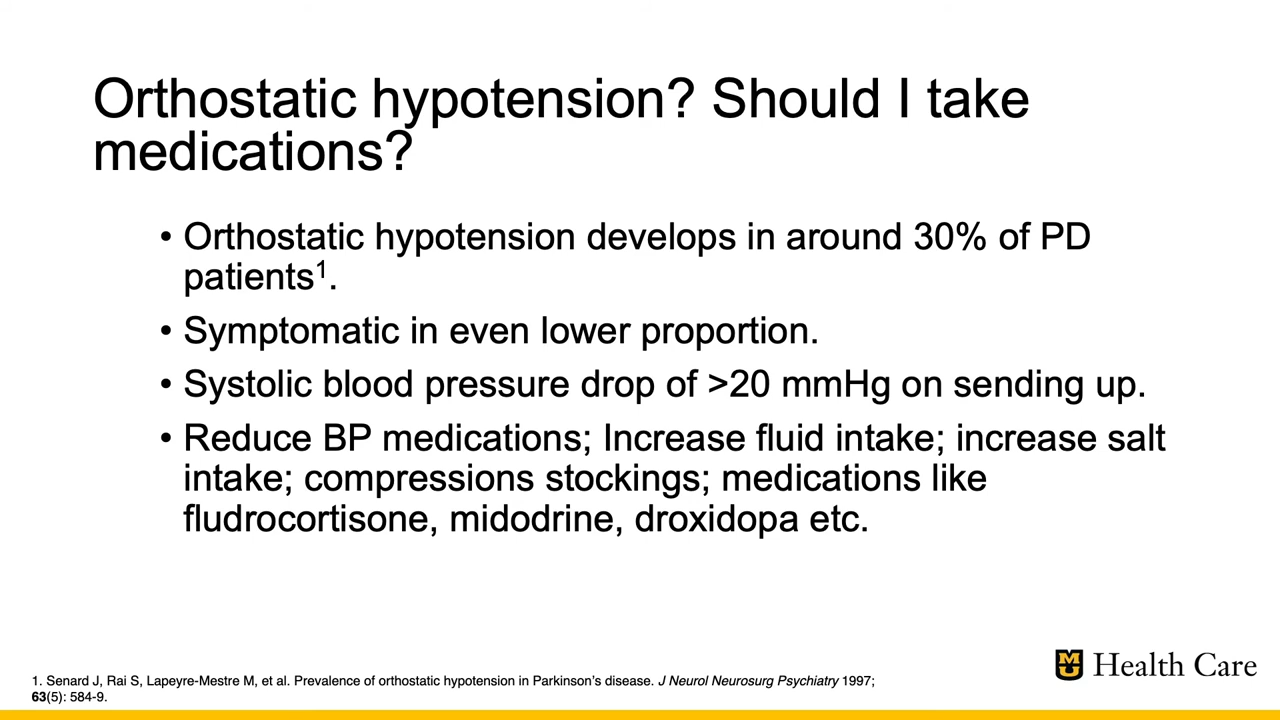 Orthostatic hypotension? Should I take
medications?
• Orthostatic hypotension develops in around 30% of PD
patients¹.
• Symptomatic in even lower proportion.
• Systolic blood pressure drop of >20 mmHg on sending up.
• Reduce BP medications; Increase fluid intake; increase salt
intake; compressions stockings; medications like
fludrocortisone, midodrine, droxidopa etc.
MU Health Care
1. Senard J, Rai S, Lapeyre-Mestre M, et al. Prevalence of orthostatic hypotension in Parkinson’s disease. J Neurol Neurosurg Psychiatry 1997;
63(5): 584-9.